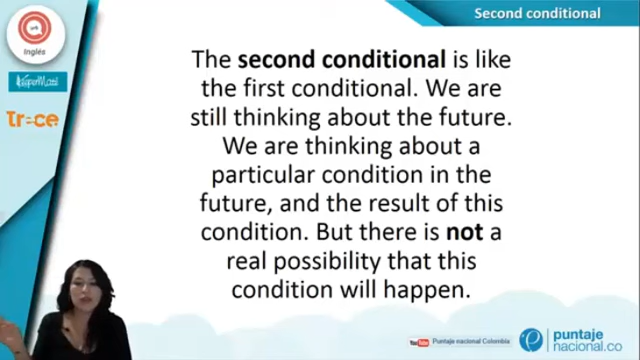 Second conditional
Inglés
The second conditional is like
the first conditional. We are
still thinking about the future.
We are thinking about a
particular condition in the
future, and the result of this
condition. But there is not a
real possibility that this
condition will happen.
Puntaje nacional Colombia
puntaje
nacional.co